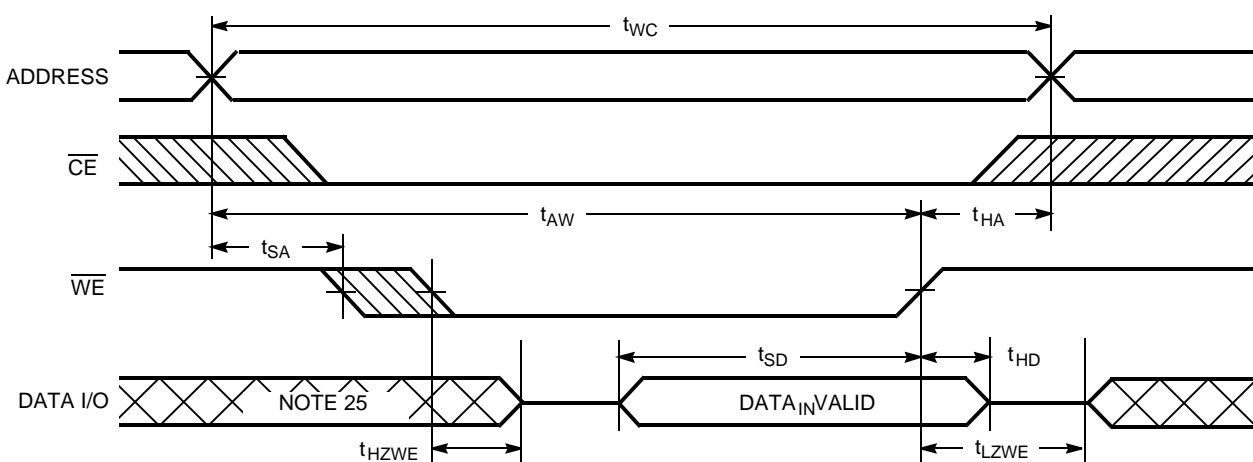 tWC
ADDRESS
CE
tAW
tHA
tSA
WE
tSD
tHD
DATA I/O
NOTE 25
DATAINVALID
tHZWE
tLZWE